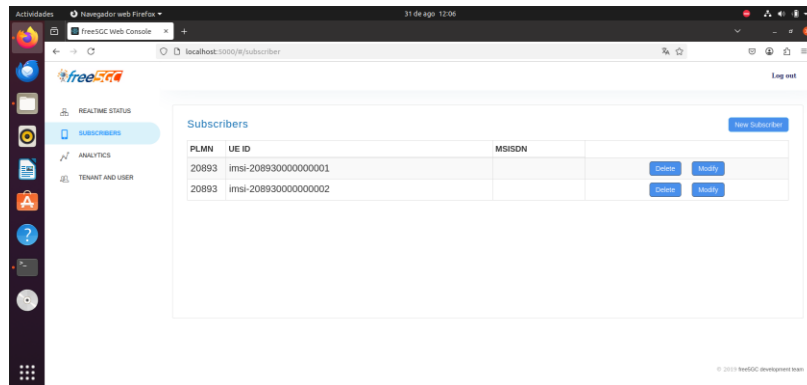 Actividades Navegador web Firefox 31 de ago 12:06
free5GC Web Console
localhost:5000/#/subscriber
free5GC Log out
REALTIME STATUS
SUBSCRIBERS
ANALYTICS
TENANT AND USER
Subscribers New Subscriber
PLMN UE ID MSISDN
20893 imsi-208930000000001 Delete Modify
20893 imsi-208930000000002 Delete Modify
© 2019 free5GC development team